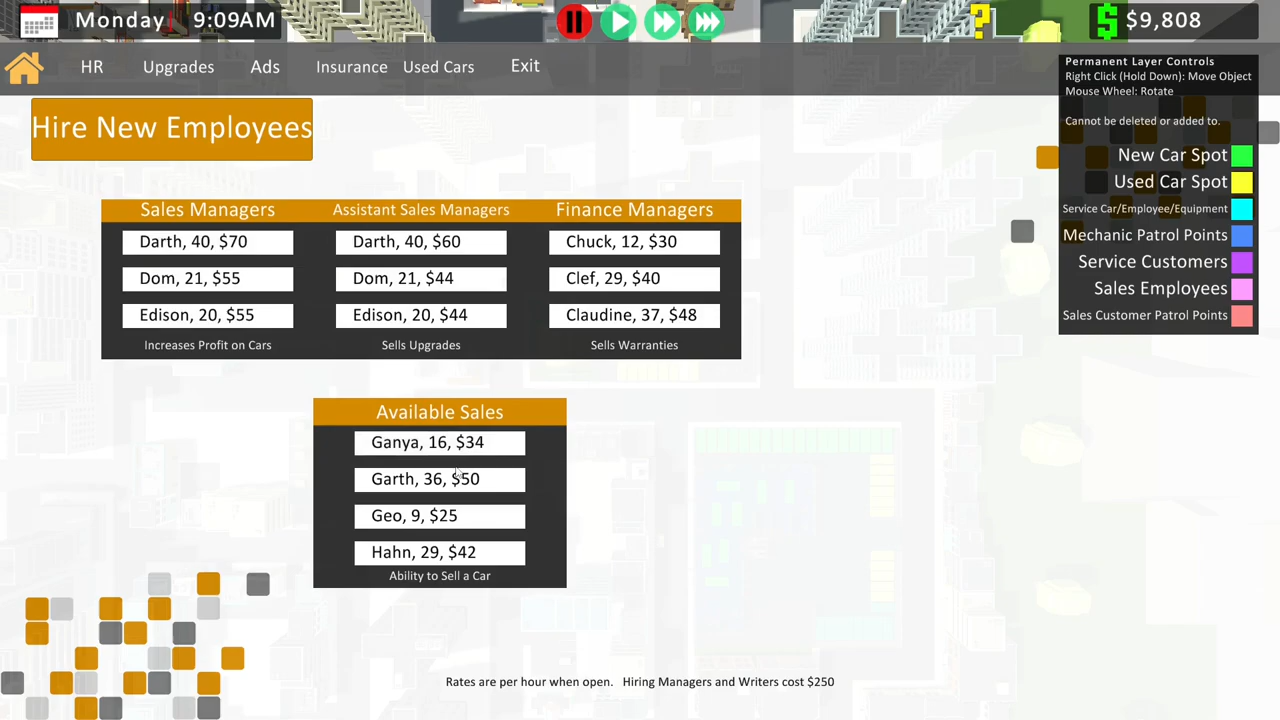 Monday 9:09AM
$ $9,808
HR Upgrades Ads Insurance Used Cars Exit
Permanent Layer Controls
Right Click (Hold Down): Move Object
Mouse Wheel: Rotate
Cannot be deleted or added to.
New Car Spot
Used Car Spot
Service Car/Employee/Equipment
Mechanic Patrol Points
Service Customers
Sales Employees
Sales Customer Patrol Points
Hire New Employees
Sales Managers Assistant Sales Managers Finance Managers
Darth, 40, $70 Darth, 40, $60 Chuck, 12, $30
Dom, 21, $55 Dom, 21, $44 Clef, 29, $40
Edison, 20, $55 Edison, 20, $44 Claudine, 37, $48
Increases Profit on Cars Sells Upgrades Sells Warranties
Available Sales
Ganya, 16, $34
Garth, 36, $50
Geo, 9, $25
Hahn, 29, $42
Ability to Sell a Car
Rates are per hour when open. Hiring Managers and Writers cost $250